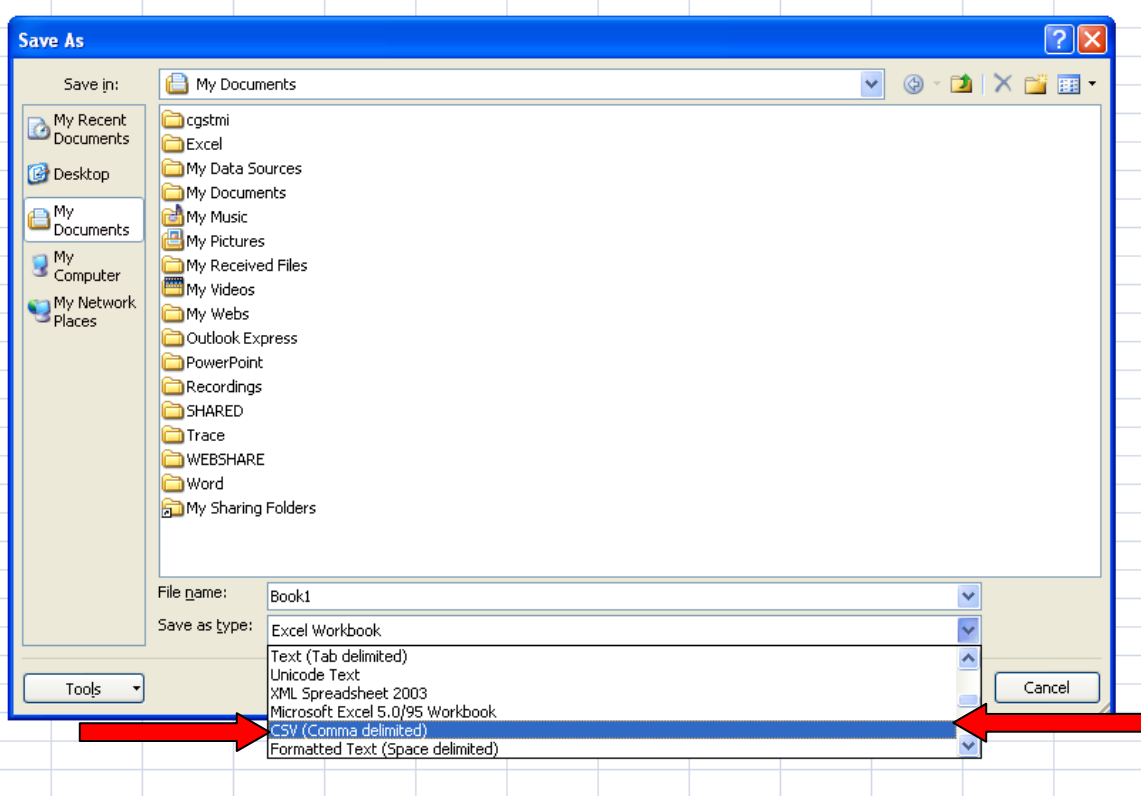 Save As
Save in:
My Documents
My Recent
Documents
Desktop
My
Documents
My
Computer
My Network
Places
cgstmi
Excel
My Data Sources
My Documents
My Music
My Pictures
My Received Files
My Videos
My Webs
Outlook Express
PowerPoint
Recordings
SHARED
Trace
WEBSHARE
Word
My Sharing Folders
File name:
Book1
Save as type:
Excel Workbook
Text (Tab delimited)
Unicode Text
XML Spreadsheet 2003
Microsoft Excel 5.0/95 Workbook
CSV (Comma delimited)
Formatted Text (Space delimited)
Tools
Cancel